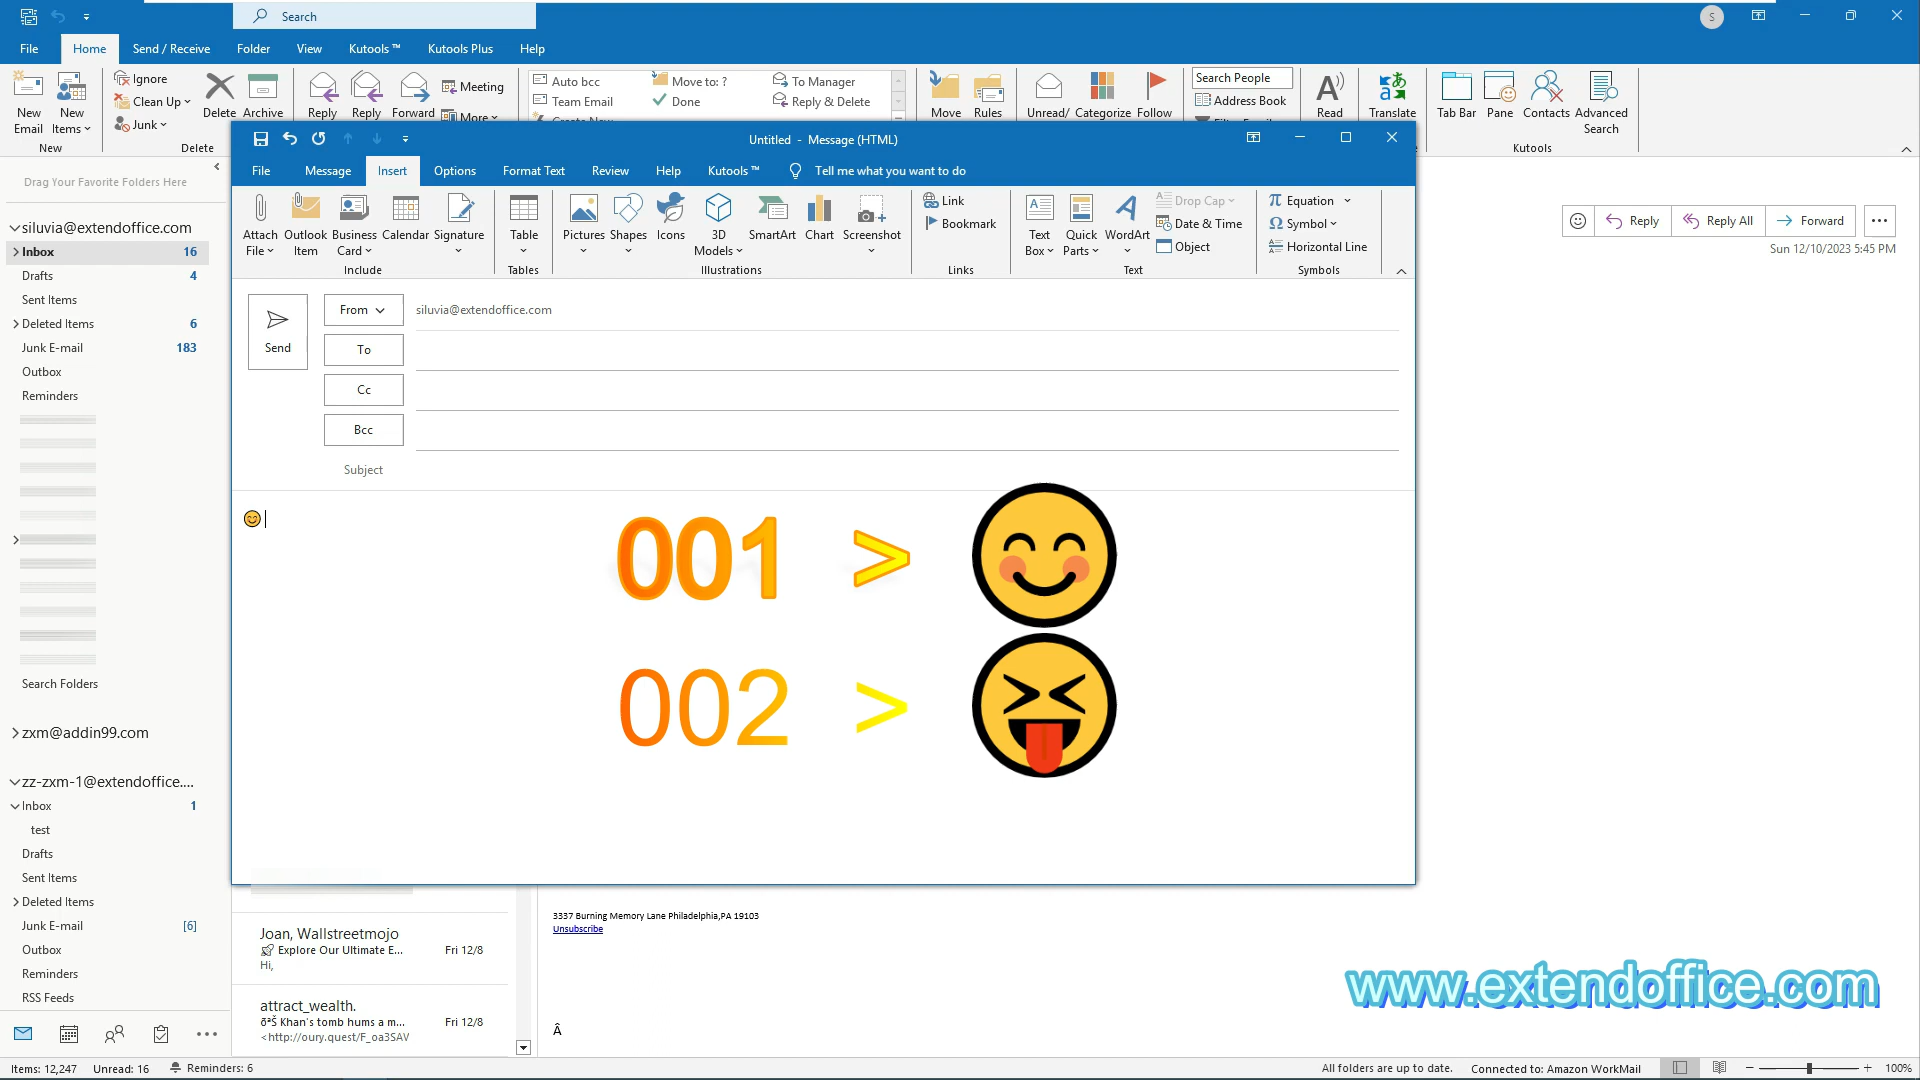 Search
S
File Home Send / Receive Folder View Kutools ™ Kutools Plus Help
New Email
New Items
New
Ignore
Clean Up
Junk
Delete
Archive
Delete
Reply
Reply
Forward
Meeting
More
Auto bcc
Team Email
Create New
Move to: ?
Done
To Manager
Reply & Delete
Move
Rules
Unread/
Categorize
Follow
Search People
Address Book
Filter Email
Read
Translate
Tab Bar
Pane
Contacts
Advanced Search
Kutools
Untitled - Message (HTML)
File Message Insert Options Format Text Review Help Kutools ™ Tell me what you want to do
Attach File
Outlook Item
Business Card
Calendar
Signature
Include
Table
Tables
Pictures
Shapes
Icons
3D Models
SmartArt
Chart
Screenshot
Illustrations
Link
Bookmark
Links
Text Box
Quick Parts
WordArt
Drop Cap
Date & Time
Object
Text
Equation
Symbol
Horizontal Line
Symbols
Send
From
siluvia@extendoffice.com
To
Cc
Bcc
Subject
001 >
002 >
Reply
Reply All
Forward
Sun 12/10/2023 5:45 PM
Drag Your Favorite Folders Here
siluvia@extendoffice.com
Inbox 16
Drafts 4
Sent Items
Deleted Items 6
Junk E-mail 183
Outbox
Reminders
Search Folders
zxm@addin99.com
zz-zxm-1@extendoffice....
Inbox 1
test
Drafts
Sent Items
Deleted Items
Junk E-mail [6]
Outbox
Reminders
RSS Feeds
Joan, Wallstreetmojo
Explore Our Ultimate E... Fri 12/8
Hi,
attract_wealth.
ðªŠ Khan's tomb hums a m... Fri 12/8
<http://oury.quest/F_oa3SAV
3337 Burning Memory Lane Philadelphia,PA 19103
Unsubscribe
Â
www.extendoffice.com
Items: 12,247 Unread: 16 Reminders: 6
All folders are up to date. Connected to: Amazon WorkMail 100%